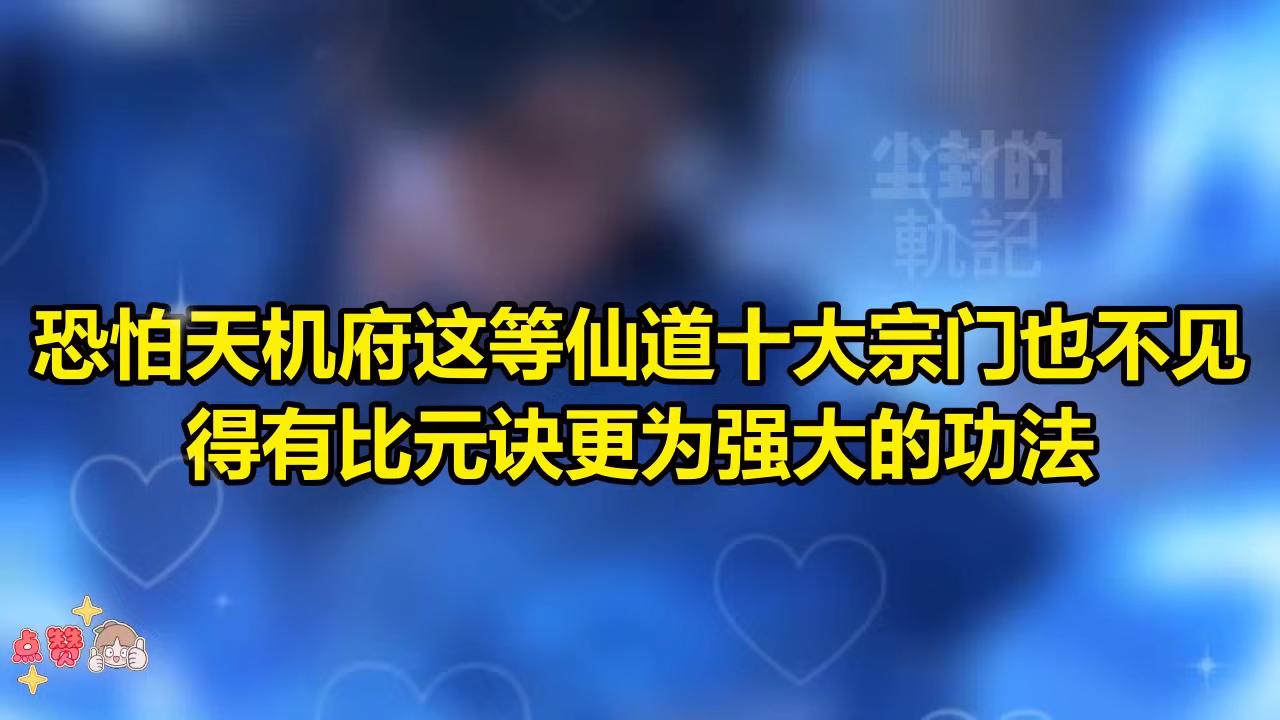 尘封的
軌記
恐怕天机府这等仙道十大宗门也不见
得有比元诀更为强大的功法
点赞